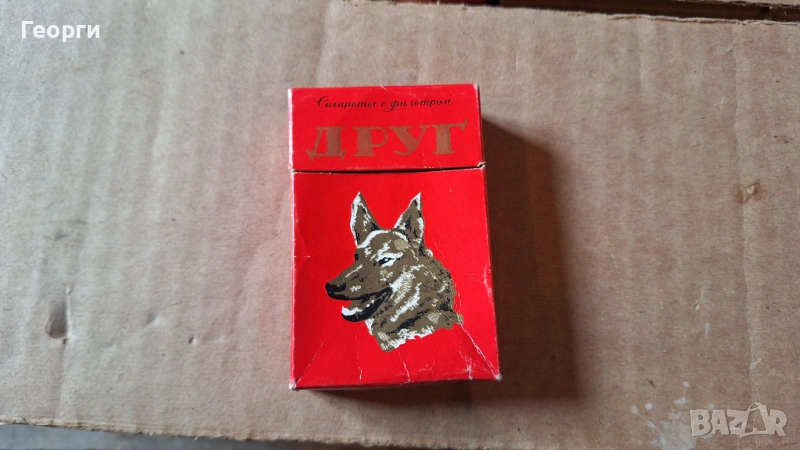 Георги
Сигареты с фильтром
ДРУГ
BAZAR